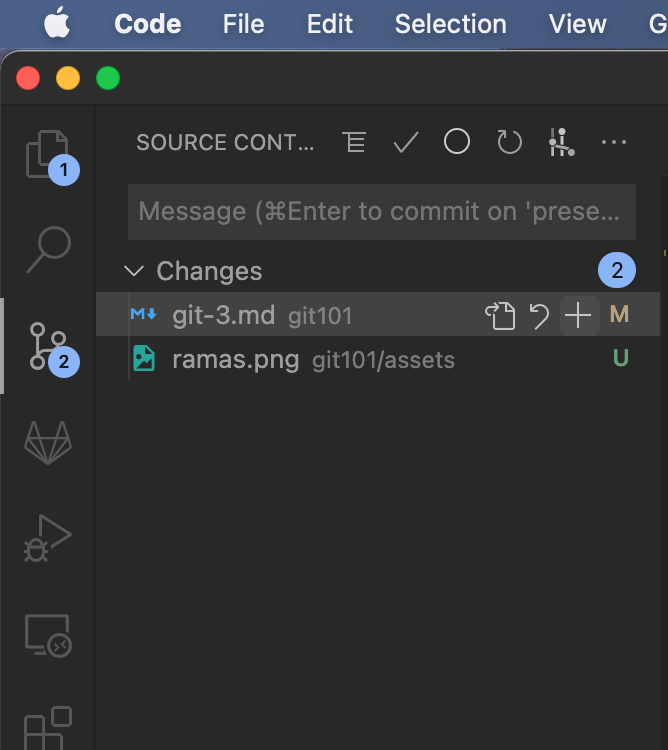 Code File Edit Selection View G
SOURCE CONT...
1
Message (⌘Enter to commit on 'prese...
Changes 2
git-3.md git101 M
ramas.png git101/assets U
2